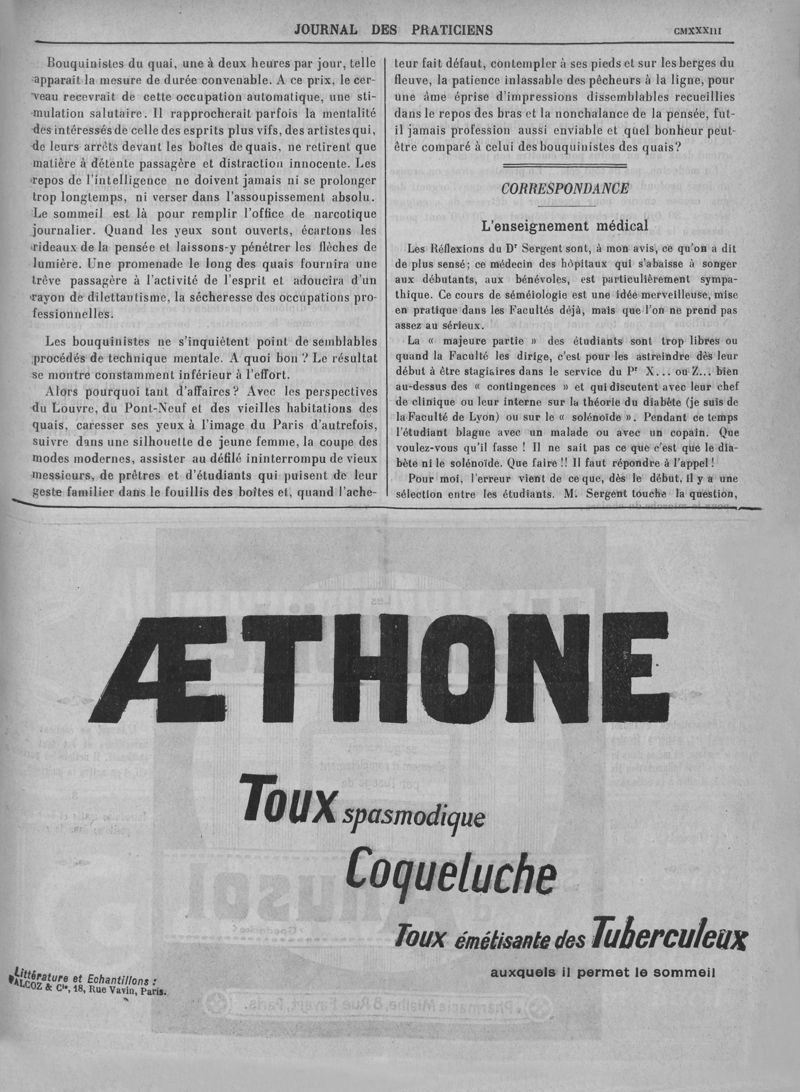 JOURNAL DES PRATICIENS
CMXXXIII
Bouquinistes du quai, une à deux heures par jour, telle
apparait la mesure de durée convenable. A ce prix, le cer-
veau recevrait de cette occupation automatique, une sti-
mulation salutaire. Il rapprocherait parfois la mentalité
des intéressés de celle des esprits plus vifs, des artistes qui,
de leurs arrêts devant les boîtes de quais, ne retirent que
matière à détente passagère et distraction innocente. Les
repos de l'intelligence ne doivent jamais ni se prolonger
trop longtemps, ni verser dans l'assoupissement absolu.
Le sommeil est là pour remplir l'office de narcotique
journalier. Quand les yeux sont ouverts, écartons les
rideaux de la pensée et laissons-y pénétrer les flèches de
lumière. Une promenade le long des quais fournira une
trêve passagère à l'activité de l'esprit et adoucira d'un
rayon de dilettantisme, la sécheresse des occupations pro-
fessionnelles.
Les bouquinistes ne s'inquiètent point de semblables
procédés de technique mentale. A quoi bon ? Le résultat
se montre constamment inférieur à l'effort.
Alors pourquoi tant d'affaires ? Avec les perspectives
du Louvre, du Pont-Neuf et des vieilles habitations des
quais, caresser ses yeux à l'image du Paris d'autrefois,
suivre dans une silhouette de jeune femme, la coupe des
modes modernes, assister au défilé ininterrompu de vieux
messieurs, de prêtres et d'étudiants qui puisent de leur
geste familier dans le fouillis des boîtes et, quand l'ache-
teur fait défaut, contempler à ses pieds et sur les berges du
fleuve, la patience inlassable des pêcheurs à la ligne, pour
une âme éprise d'impressions dissemblables recueillies
dans le repos des bras et la nonchalance de la pensée, fut-
il jamais profession aussi enviable et quel bonheur peut-
être comparé à celui des bouquinistes des quais?
CORRESPONDANCE
L'enseignement médical
Les Réflexions du Dr Sergent sont, à mon avis, ce qu'on a dit
de plus sensé; ce médecin des hôpitaux qui s'abaisse à songer
aux débutants, aux bénévoles, est particulièrement sympa-
thique. Ce cours de séméiologie est une idée merveilleuse, mise
en pratique dans les Facultés déjà, mais que l'on ne prend pas
assez au sérieux.
La « majeure partie » des étudiants sont trop libres ou
quand la Faculté les dirige, c'est pour les astreindre dès leur
début à être stagiaires dans le service du Pr X... ou Z... bien
au-dessus des « contingences » et qui discutent avec leur chef
de clinique ou leur interne sur la théorie du diabète (je suis de
la Faculté de Lyon) ou sur le « solénoïde ». Pendant ce temps
l'étudiant blague avec un malade ou avec un copain. Que
voulez-vous qu'il fasse ! Il ne sait pas ce que c'est que le dia-
bète ni le solénoïde. Que faire !! Il faut répondre à l'appel !
Pour moi, l'erreur vient de ce que, dès le début, il y a une
sélection entre les étudiants. M. Sergent touche la question,
ÆTHONE
Toux spasmodique
Coqueluche
Toux émétisante des Tuberculeux
auxquels il permet le sommeil
Littérature et Echantillons :
FALCOZ & Cie, 18, Rue Vavin, Paris.